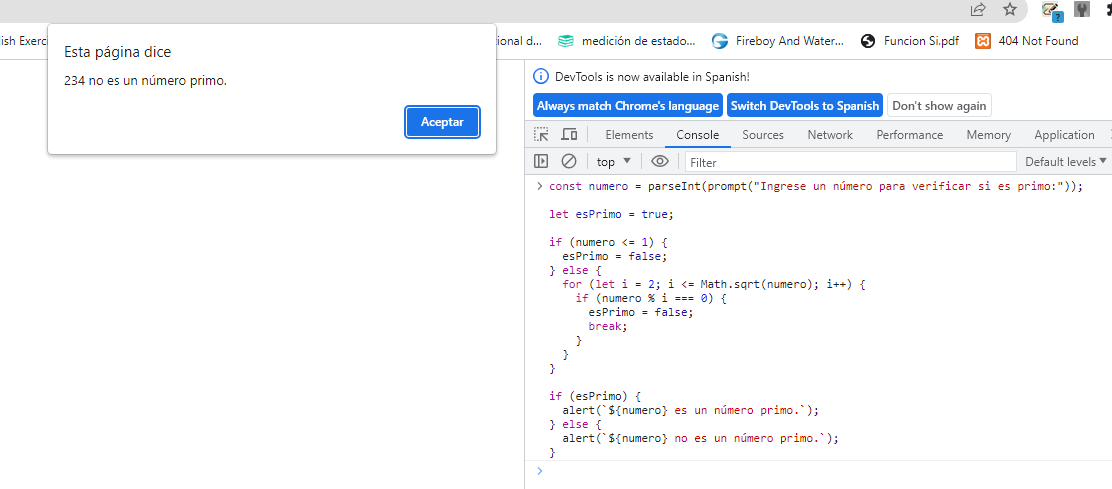 lish Exerc
cional d...
medición de estado...
Fireboy And Water...
Funcion Si.pdf
404 Not Found
Esta página dice
234 no es un número primo.
Aceptar
DevTools is now available in Spanish!
Always match Chrome's language
Switch DevTools to Spanish
Don't show again
Elements
Console
Sources
Network
Performance
Memory
Application
top
Filter
Default levels
const numero = parseInt(prompt("Ingrese un número para verificar si es primo:"));
let esPrimo = true;
if (numero <= 1) {
  esPrimo = false;
} else {
  for (let i = 2; i <= Math.sqrt(numero); i++) {
    if (numero % i === 0) {
      esPrimo = false;
      break;
    }
  }
}
if (esPrimo) {
  alert(`${numero} es un número primo.`);
} else {
  alert(`${numero} no es un número primo.`);
}